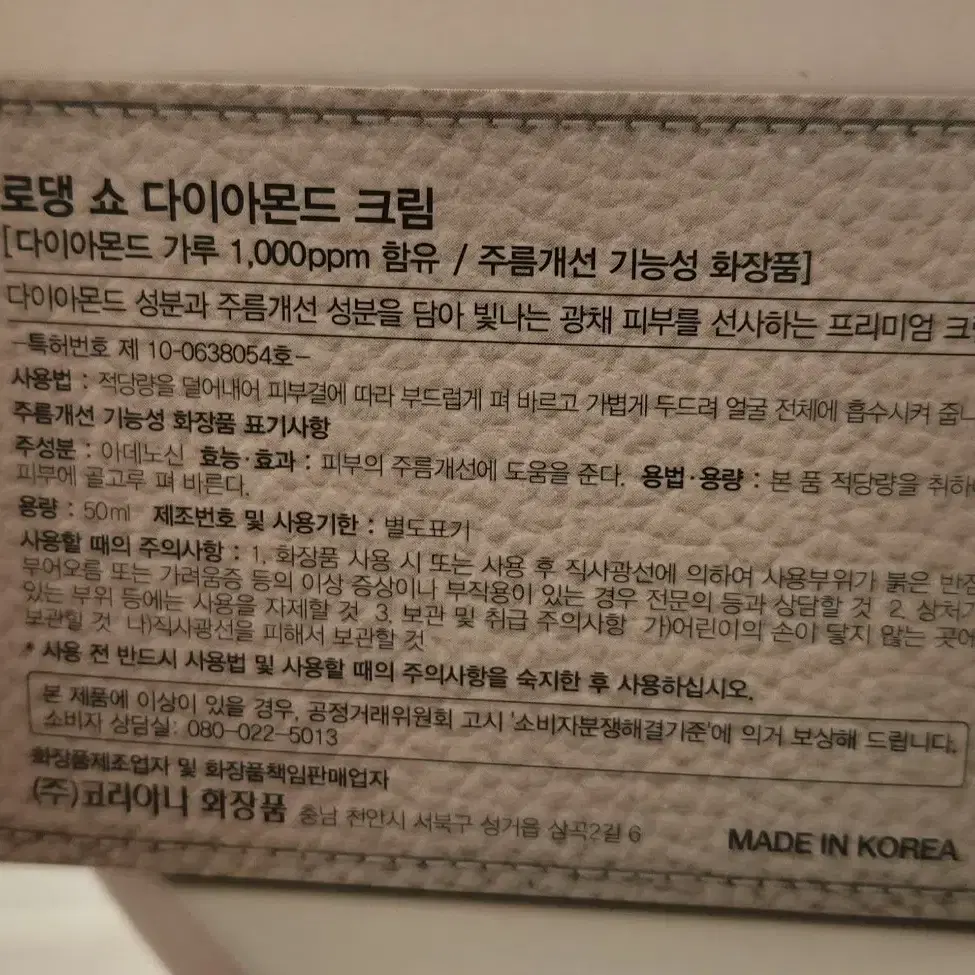 로댕 쇼 다이아몬드 크림
[다이아몬드 가루 1,000ppm 함유 / 주름개선 기능성 화장품]
다이아몬드 성분과 주름개선 성분을 담아 빛나는 광채 피부를 선사하는 프리미엄
-특허번호 제 10-0638054호-
사용법 : 적당량을 덜어내어 피부결에 따라 부드럽게 펴 바르고 가볍게 두드려 얼굴 전체에 흡수시켜
주름개선 기능성 화장품 표기사항
주성분 : 아데노신 효능·효과 : 피부의 주름개선에 도움을 준다. 용법·용량 : 본 품 적당량을
피부에 골고루 펴 바른다.
용량 : 50ml 제조번호 및 사용기한 : 별도표기
사용할 때의 주의사항 : 1. 화장품 사용 시 또는 사용 후 직사광선에 의하여 사용부위가 붉은
부어오름 또는 가려움증 등의 이상 증상이나 부작용이 있는 경우 전문의 등과 상담할 것 2.
있는 부위 등에는 사용을 자제할 것 3. 보관 및 취급 주의사항 가)어린이의 손이 닿지 않는 곳에
보관할 것 나)직사광선을 피해서 보관할 것
* 사용 전 반드시 사용법 및 사용할 때의 주의사항을 숙지한 후 사용하십시오.
본 제품에 이상이 있을 경우, 공정거래위원회 고시 '소비자분쟁해결기준'에 의거 보상해 드립니다.
소비자 상담실: 080-022-5013
화장품제조업자 및 화장품책임판매업자
(주)코리아나 화장품 충남 천안시 서북구 성거읍 삼곡2길 6
MADE IN KOREA